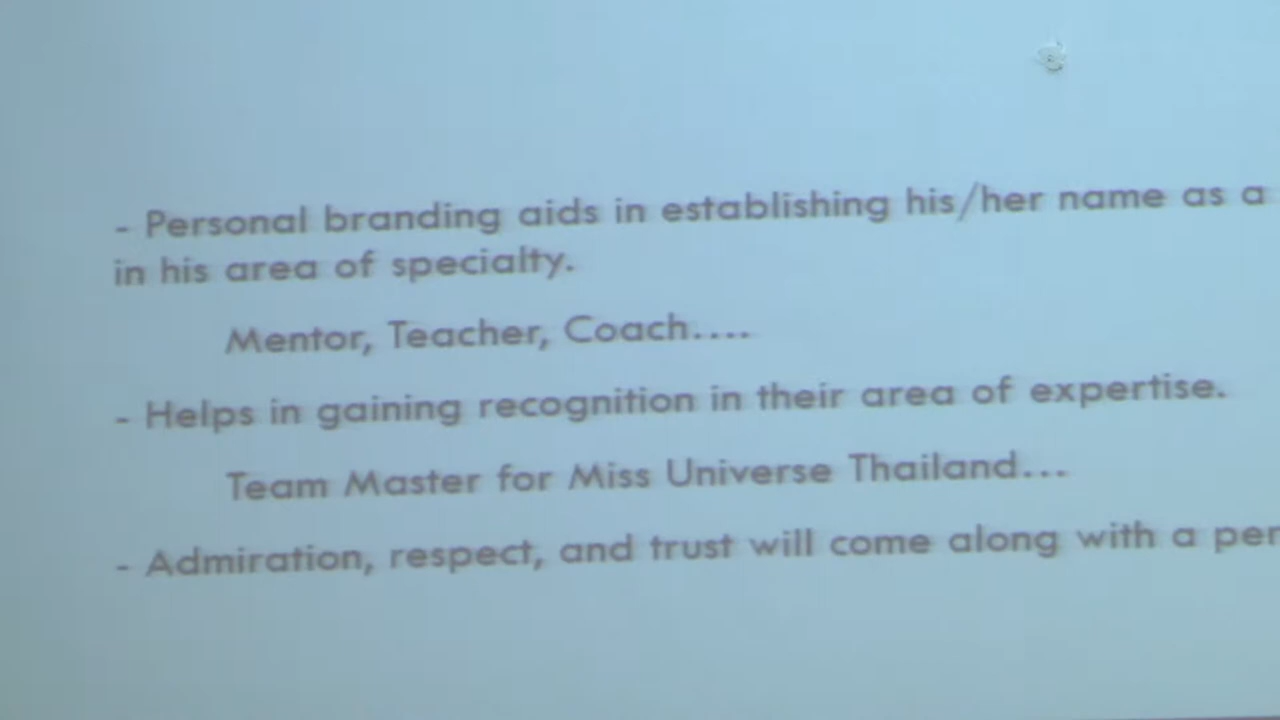 - Personal branding aids in establishing his/her name as a
in his area of specialty.
Mentor, Teacher, Coach....
- Helps in gaining recognition in their area of expertise.
Team Master for Miss Universe Thailand...
- Admiration, respect, and trust will come along with a per